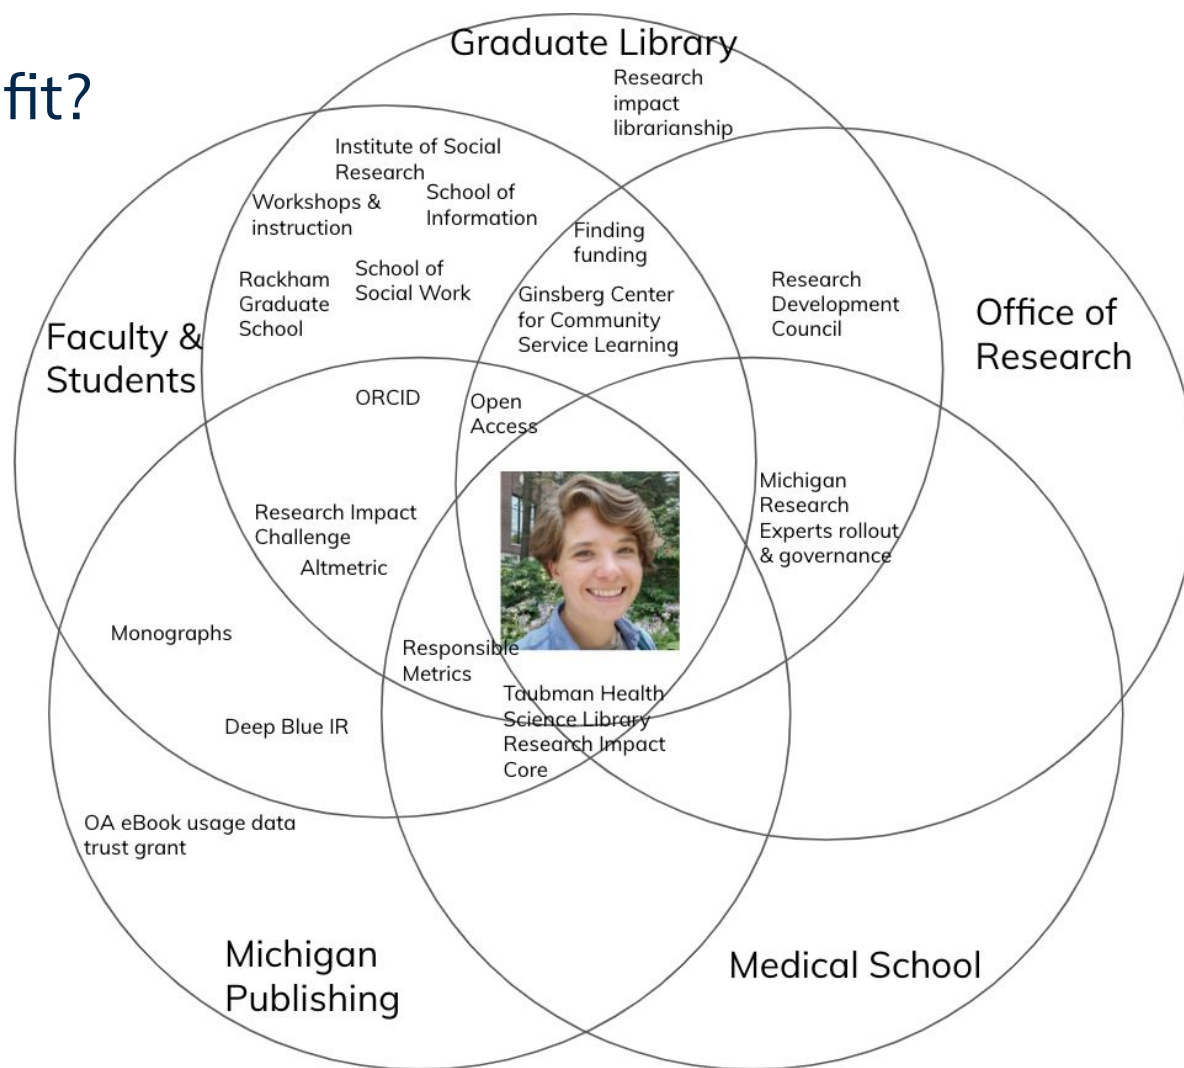 fit?
Graduate Library
Research
impact
librarianship
Institute of Social
Research
Workshops &
instruction
School of
Information
Finding
funding
Rackham
Graduate
School
School of
Social Work
Ginsberg Center
for Community
Service Learning
Research
Development
Council
Office of
Research
Faculty &
Students
ORCID
Open
Access
Michigan
Research
Experts rollout
& governance
Research Impact
Challenge
Altmetric
Monographs
Responsible
Metrics
Taubman Health
Science Library
Research Impact
Core
Deep Blue IR
OA eBook usage data
trust grant
Michigan
Publishing
Medical School